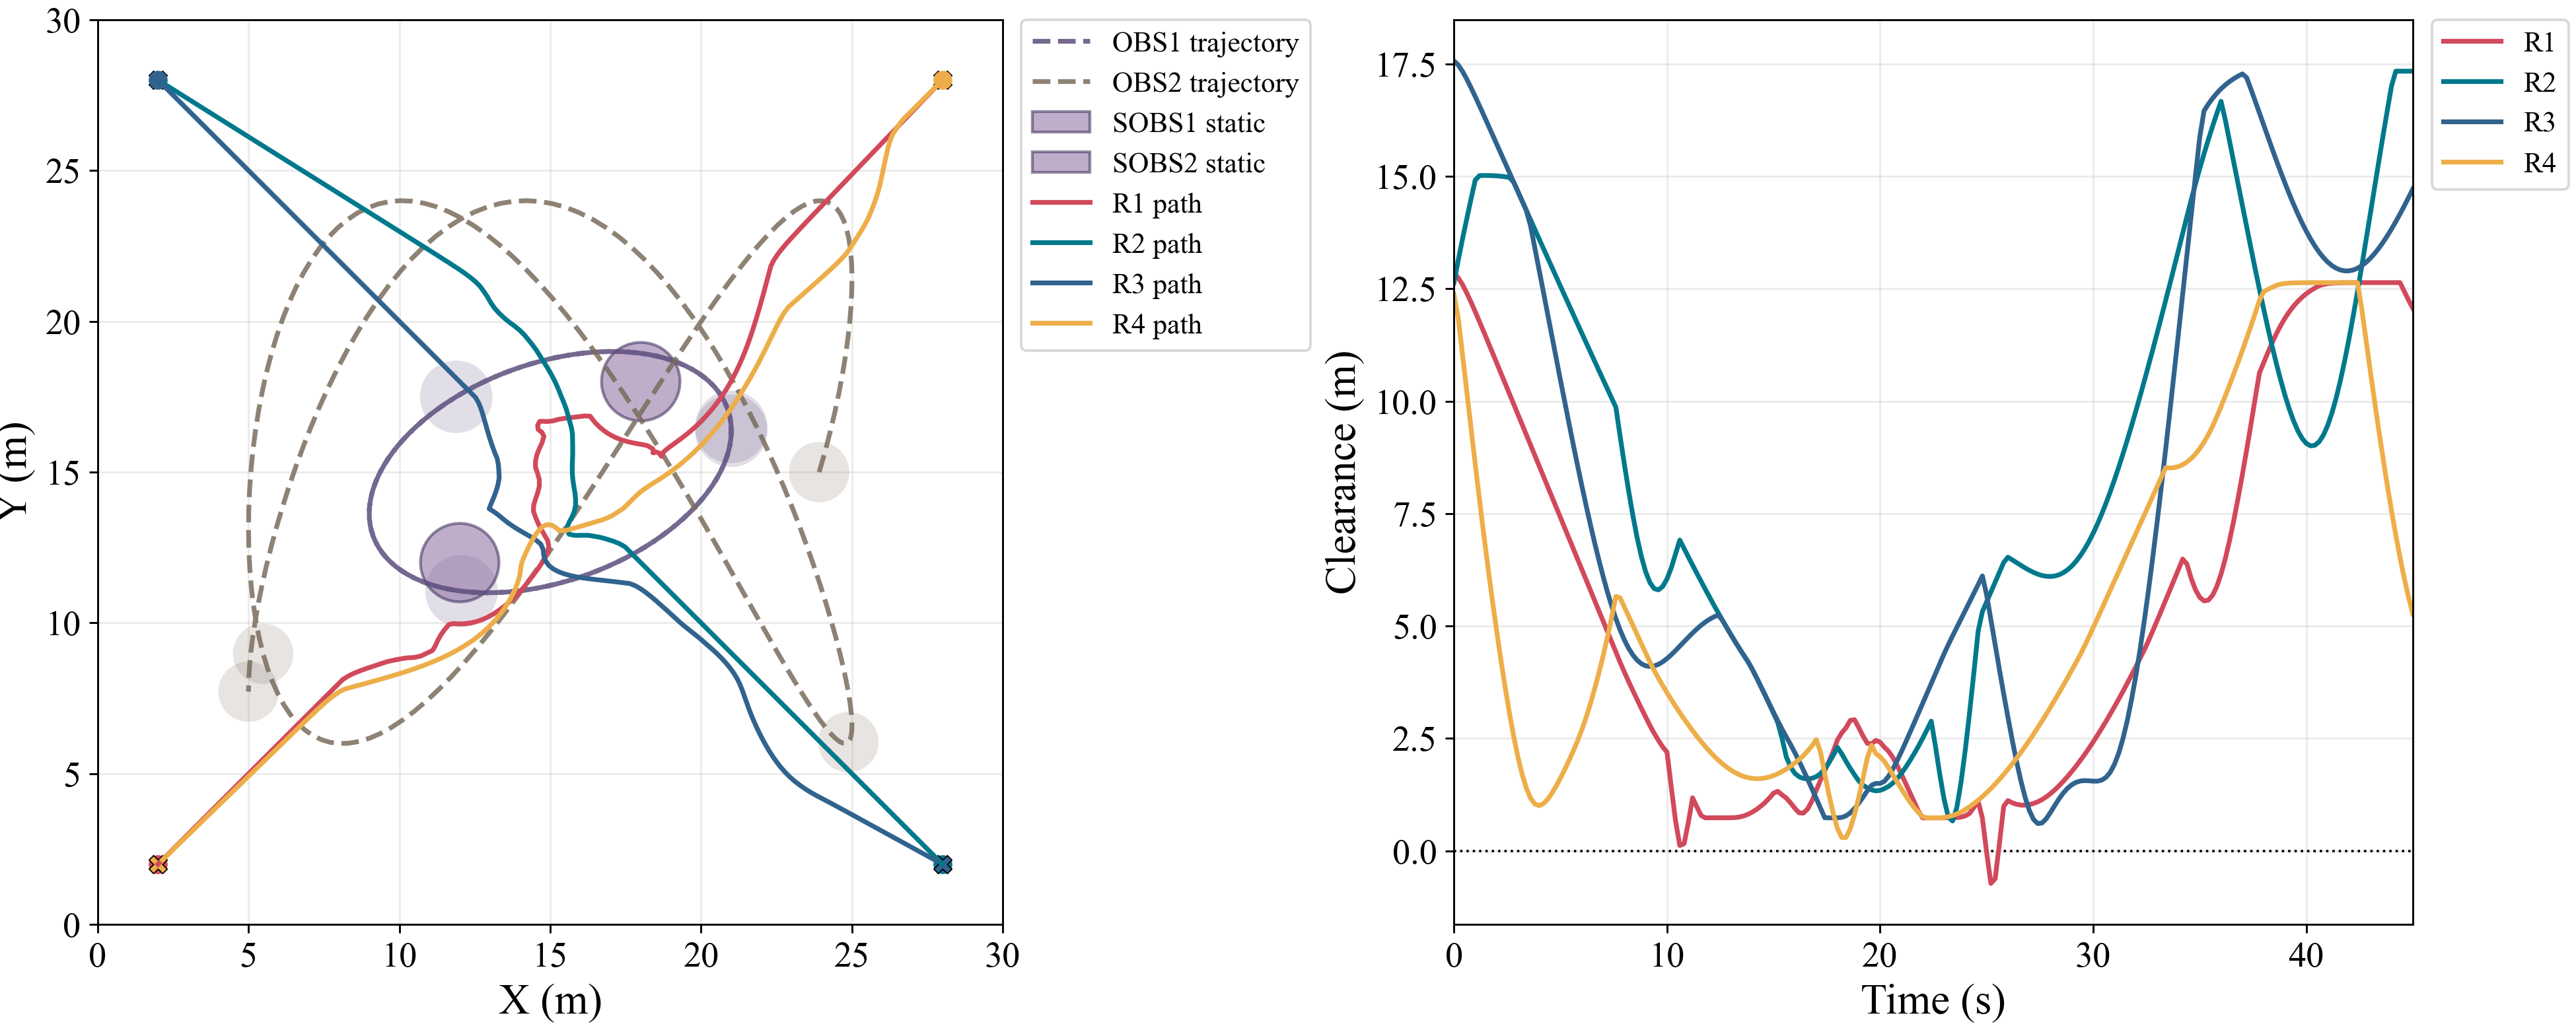 30
25
20
15
10
5
0
Y (m)
0 5 10 15 20 25 30
X (m)
OBS1 trajectory
OBS2 trajectory
SOBS1 static
SOBS2 static
R1 path
R2 path
R3 path
R4 path
17.5
15.0
12.5
10.0
7.5
5.0
2.5
0.0
Clearance (m)
0 10 20 30 40
Time (s)
R1
R2
R3
R4